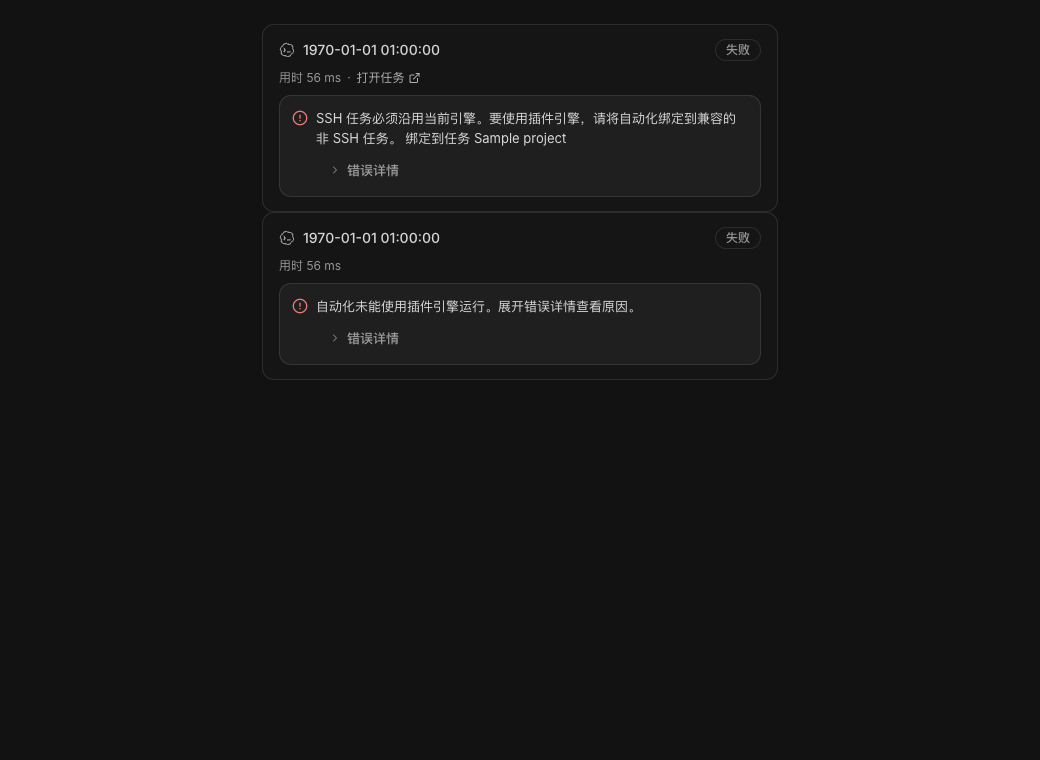 1970-01-01 01:00:00
失败
用时 56 ms · 打开任务
SSH 任务必须沿用当前引擎。要使用插件引擎，请将自动化绑定到兼容的
非 SSH 任务。 绑定到任务 Sample project
错误详情
1970-01-01 01:00:00
失败
用时 56 ms
自动化未能使用插件引擎运行。展开错误详情查看原因。
错误详情